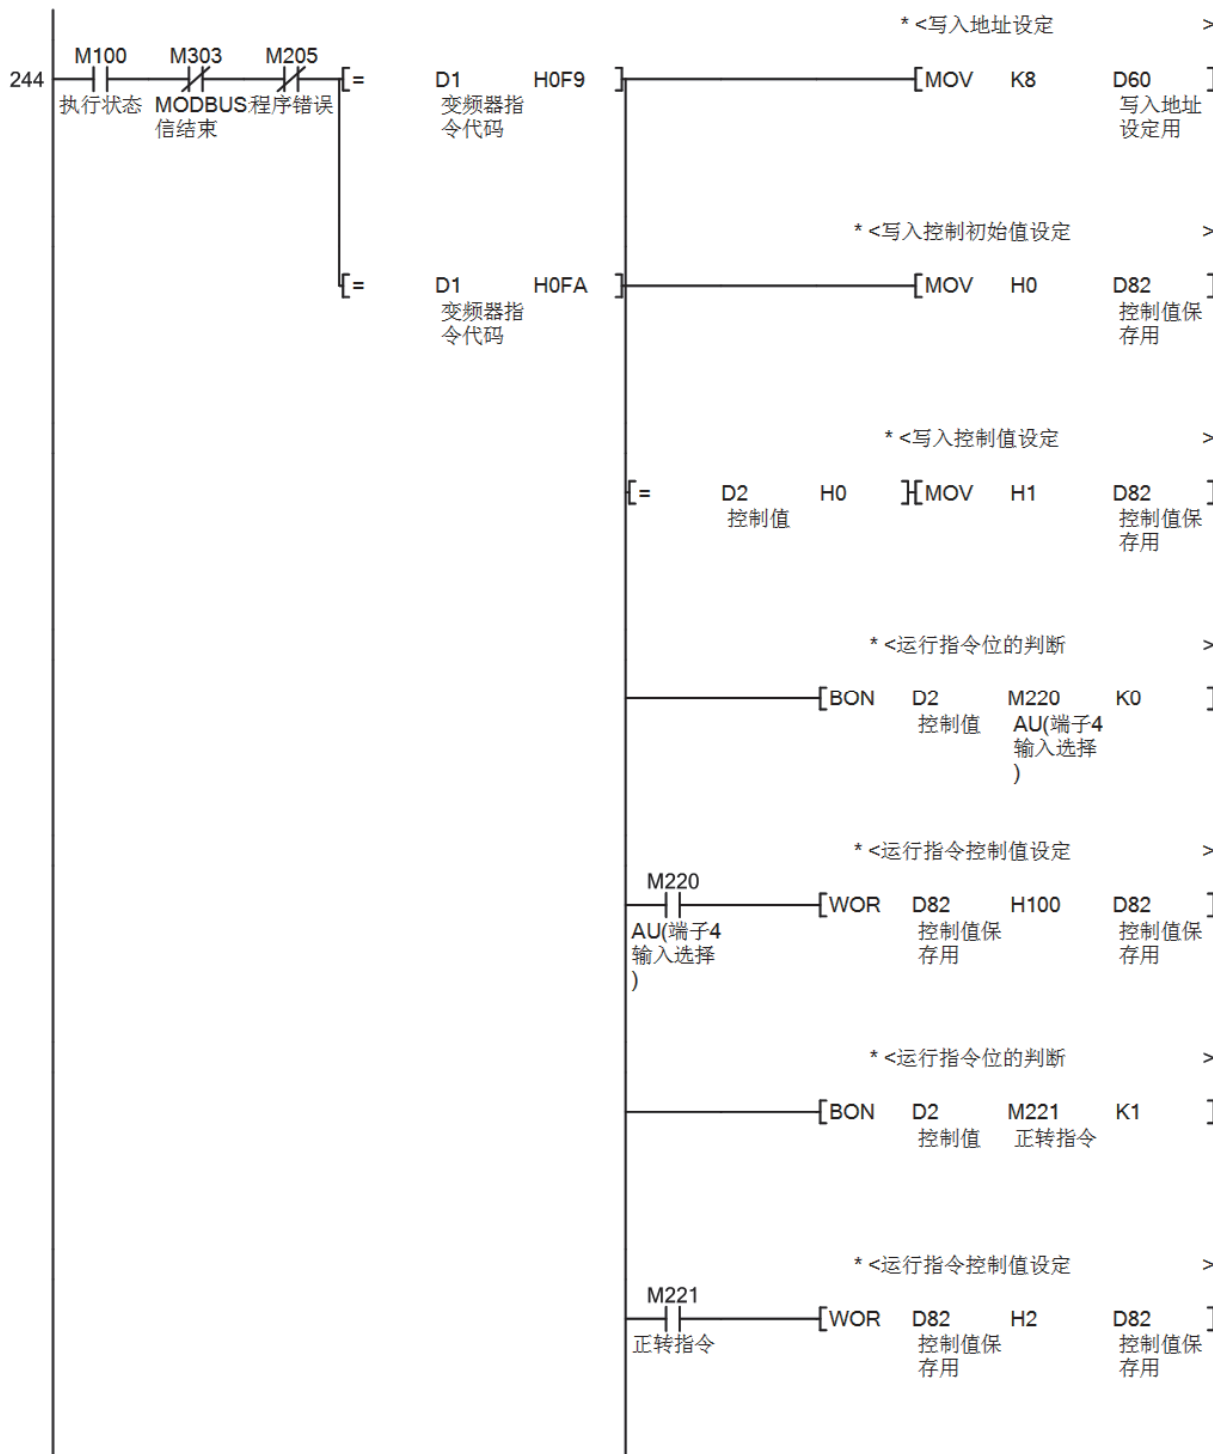 * <写入地址设定 >
M100 M303 M205
244 [= D1 H0F9 ] [MOV K8 D60 ]
执行状态 MODBUS 程序错误 变频器指 写入地址
信结束 令代码 设定用
* <写入控制初始值设定 >
[= D1 H0FA ] [MOV H0 D82 ]
变频器指 控制值保
令代码 存用
* <写入控制值设定 >
[= D2 H0 ] [MOV H1 D82 ]
控制值 控制值保
存用
* <运行指令位的判断 >
[BON D2 M220 K0 ]
控制值 AU(端子4
输入选择
)
* <运行指令控制值设定 >
M220
[WOR D82 H100 D82 ]
AU(端子4 控制值保 控制值保
输入选择 存用 存用
)
* <运行指令位的判断 >
[BON D2 M221 K1 ]
控制值 正转指令
* <运行指令控制值设定 >
M221
[WOR D82 H2 D82 ]
正转指令 控制值保 控制值保
存用 存用